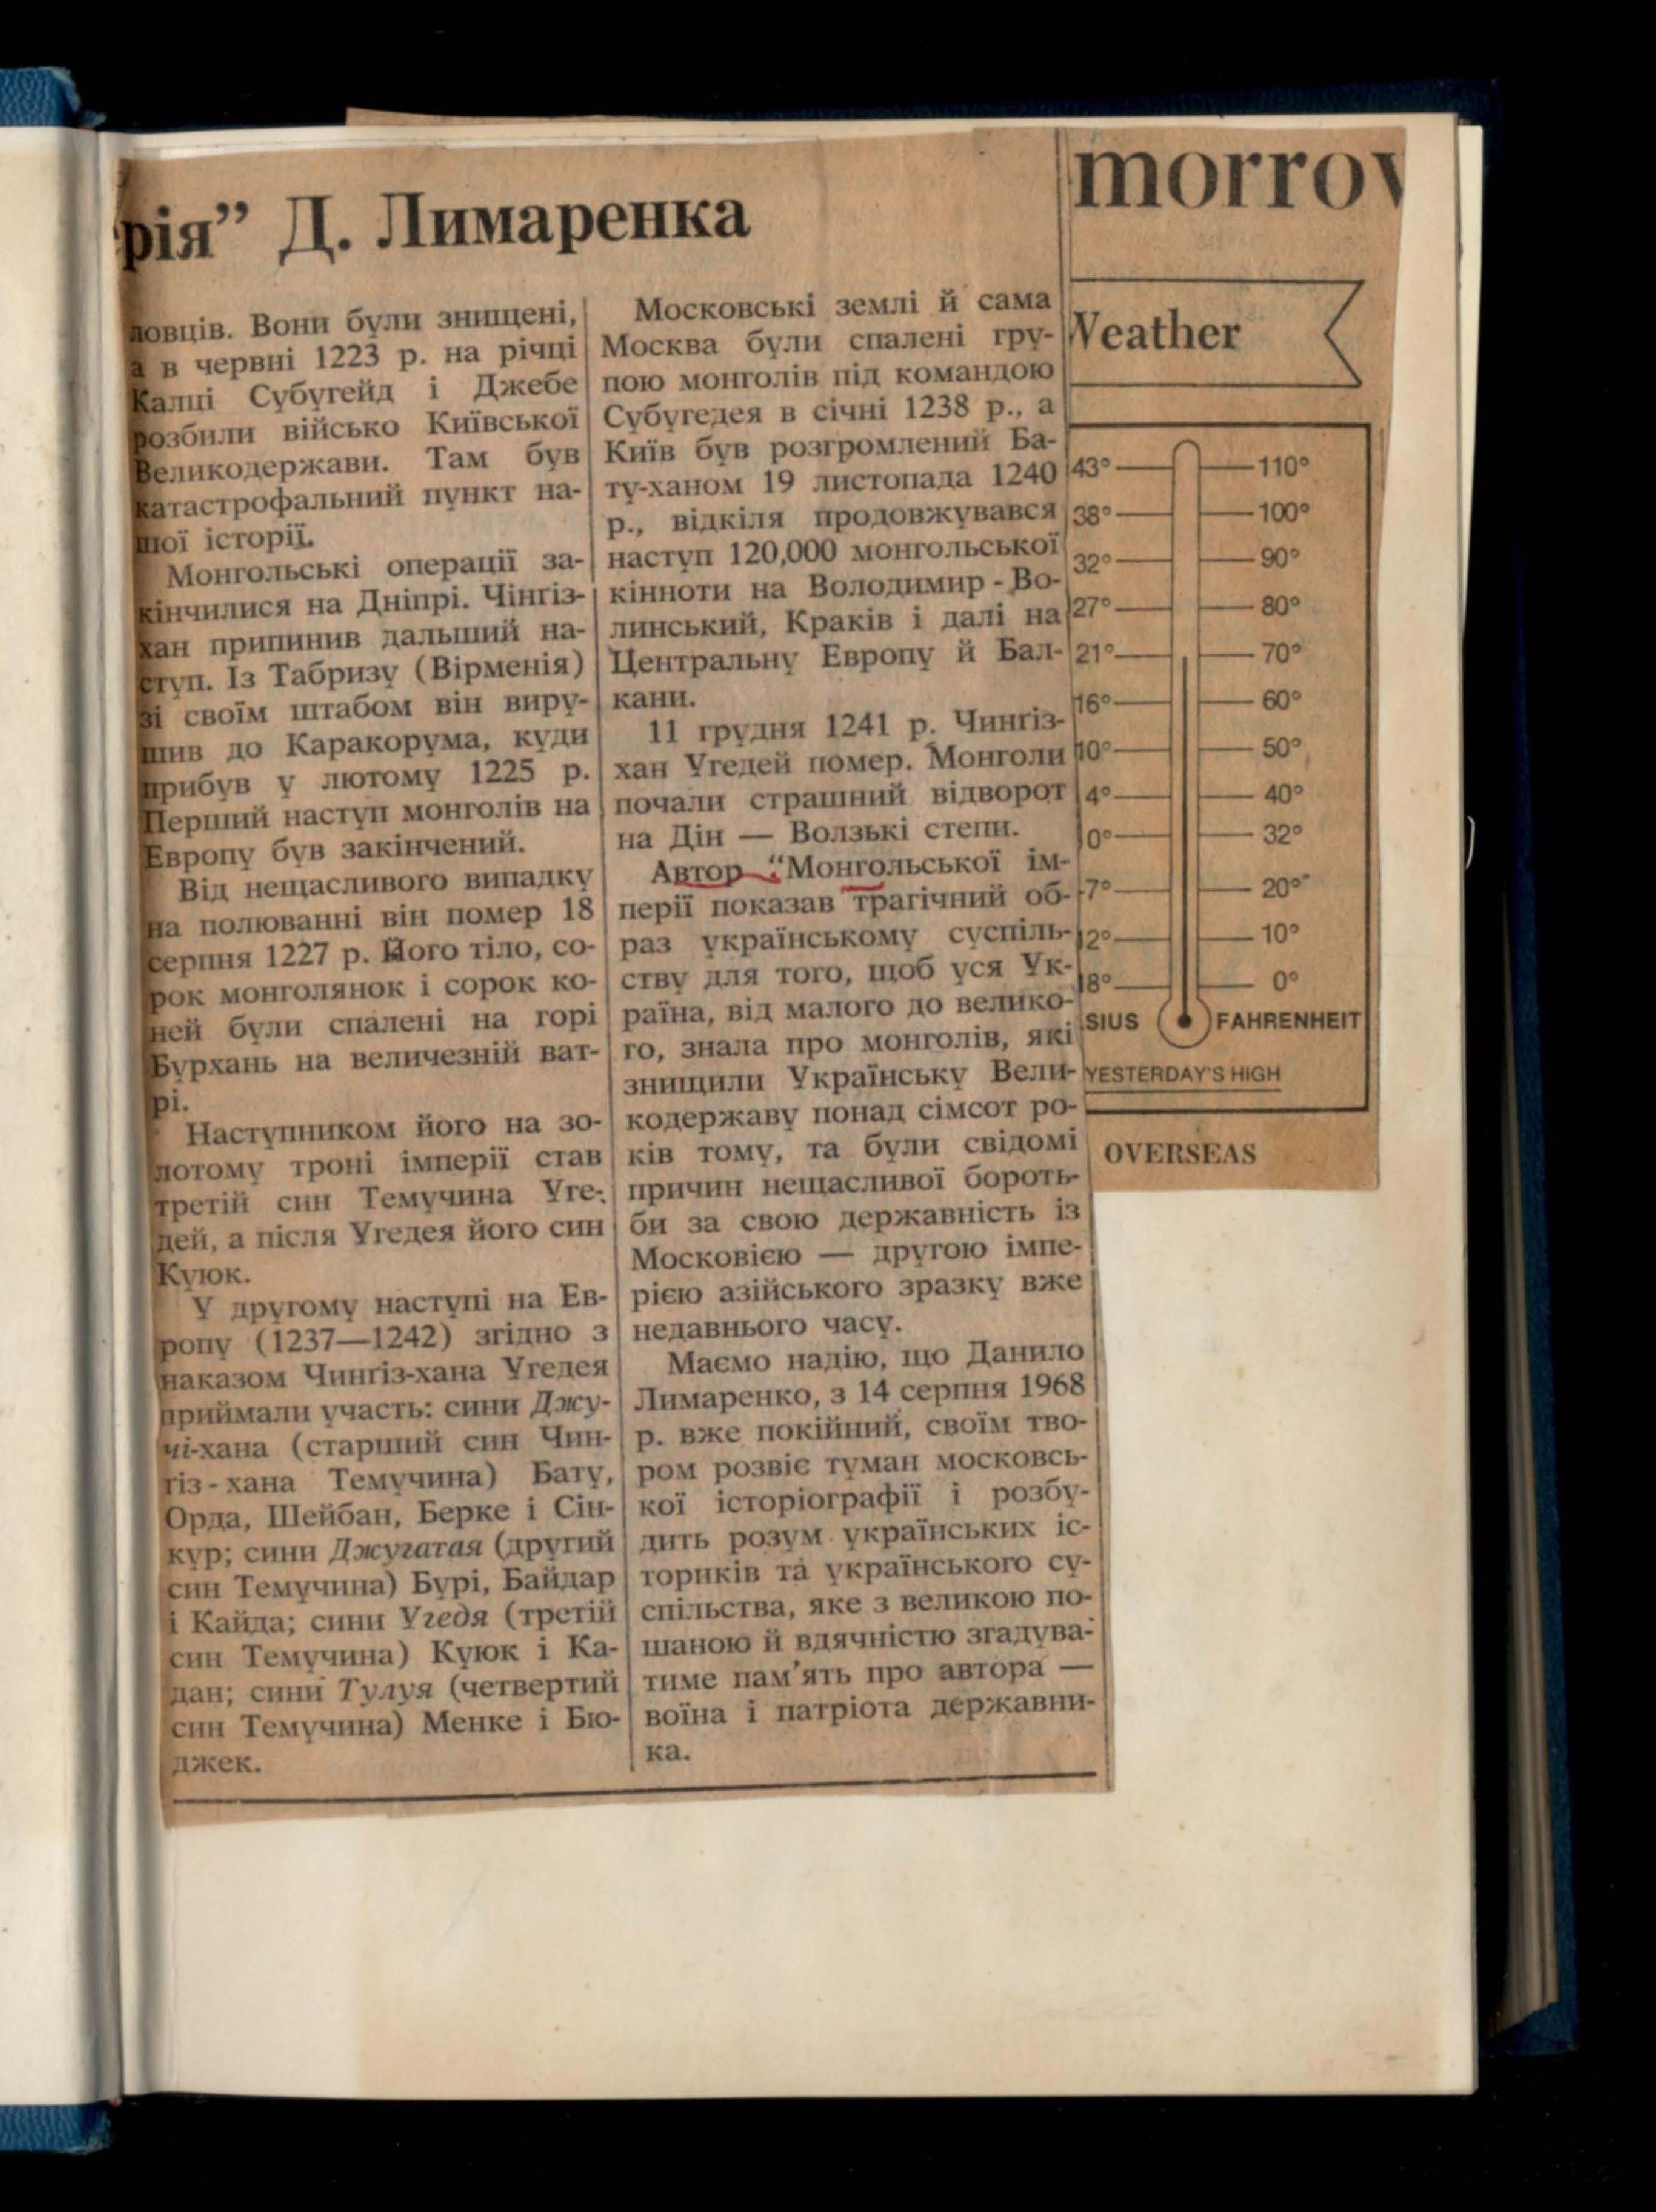 рія” Д. Лимаренка
ловців. Вони були знищені,
а в червні 1223 р. на річці
Калці Субугейд і Джебе
розбили військо Київської
Великодержави. Там був
катастрофальний пункт на-
шої історії.
Монгольські операції за-
кінчилися на Дніпрі. Чінгіз-
хан припинив дальший на-
ступ. Із Табризу (Вірменія)
зі своїм штабом він виру-
шив до Каракорума, куди
прибув у лютому 1225 р.
Перший наступ монголів на
Европу був закінчений.
Від нещасливого випадку
на полюванні він помер 18
серпня 1227 р. Його тіло, со-
рок монголянок і сорок ко-
ней були спалені на горі
Бурхань на величезній ват-
рі.
Наступником його на зо-
лотому троні імперії став
третій син Темучина Уге-
дей, а після Угедея його син
Куюк.
У другому наступі на Ев-
ропу (1237—1242) згідно з
наказом Чингіз-хана Угедея
приймали участь: сини Джу-
чі-хана (старший син Чин-
гіз-хана Темучина) Бату,
Орда, Шейбан, Берке і Сін-
кур; сини Джугатая (другий
син Темучина) Бурі, Байдар
і Кайда; сини Угедя (третій
син Темучина) Куюк і Ка-
дан; сини Тулуя (четвертий
син Темучина) Менке і Бю-
джек.
Московські землі й сама
Москва були спалені гру-
пою монголів під командою
Субугедея в січні 1238 р., а
Київ був розгромлений Ба-
ту-ханом 19 листопада 1240
р., відкіля продовжувався
наступ 120,000 монгольської
кінноти на Володимир - Во-
линський, Краків і далі на
Центральну Европу й Бал-
кани.
11 грудня 1241 р. Чингіз-
хан Угедей помер. Монголи
почали страшний відворот
на Дін — Волзькі степи.
Автор “Монгольської ім-
перії показав трагічний об-
раз українському суспіль-
ству для того, щоб уся Ук-
раїна, від малого до велико-
го, знала про монголів, які
знищили Українську Вели-
кодержаву понад сімсот ро-
ків тому, та були свідомі
причин нещасливої бороть-
би за свою державність із
Московією — другою імпе-
рією азійського зразку вже
недавнього часу.
Маємо надію, що Данило
Лимаренко, з 14 серпня 1968
р. вже покійний, своїм тво-
ром розвіє туман московсь-
кої історіографії і розбу-
дить розум українських іс-
ториків та українського су-
спільства, яке з великою по-
шаною й вдячністю згадува-
тиме пам’ять про автора —
воїна і патріота державни-
ка.
morrow
Weather
43° 110°
38° 100°
32° 90°
27° 80°
21° 70°
16° 60°
10° 50°
4° 40°
0° 32°
-7° 20°
12° 10°
18° 0°
SIUS FAHRENHEIT
YESTERDAY'S HIGH
OVERSEAS